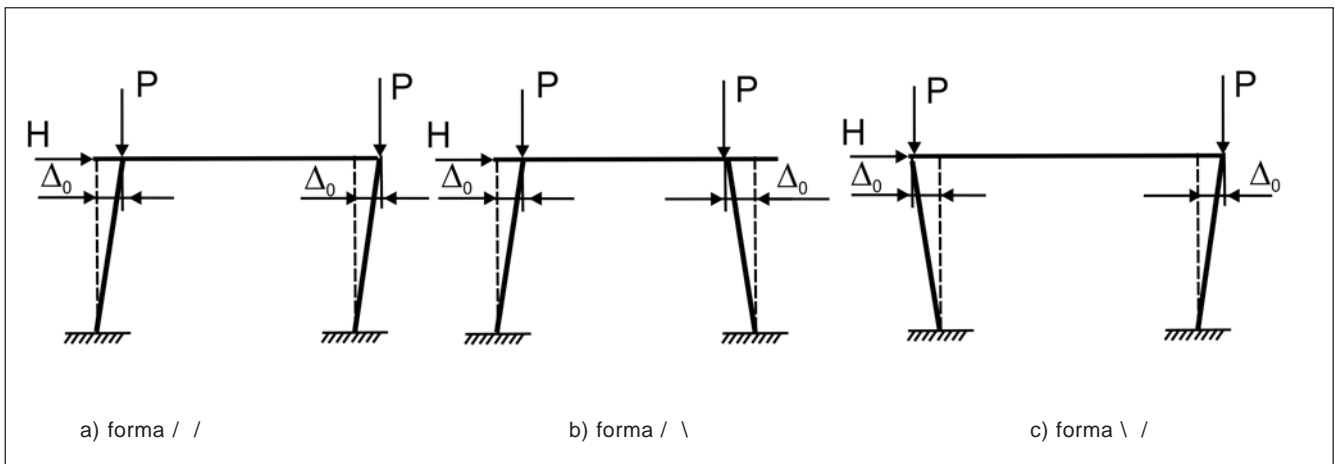 P P P P P P
H H H
Δ₀ Δ₀ Δ₀ Δ₀ Δ₀ Δ₀
a) forma / /
b) forma / \
c) forma \ /